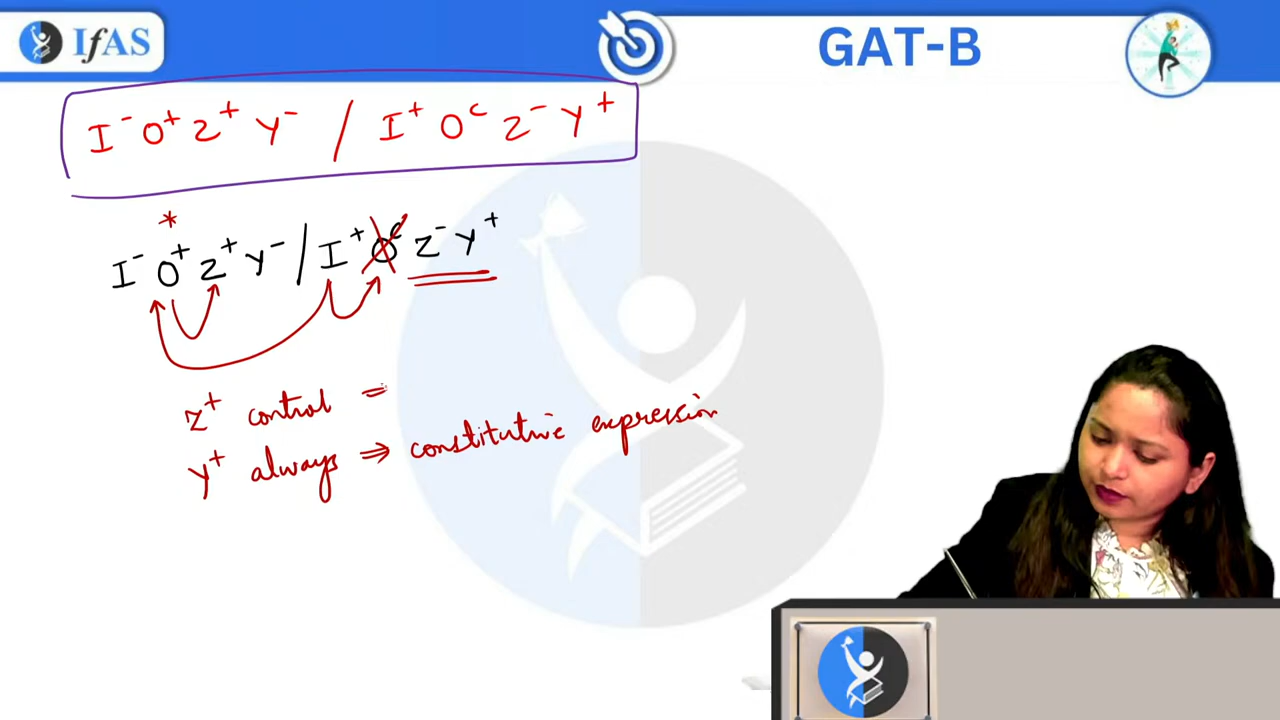 IfAS
GAT-B
I⁻ O⁺ Z⁺ Y⁻ / I⁺ Oᶜ Z⁻ Y⁺
*
I⁻ O⁺ Z⁺ Y⁻ / I⁺ Oᶜ Z⁻ Y⁺
Z⁺ control =
Y⁺ always ⇒ constitutive expression